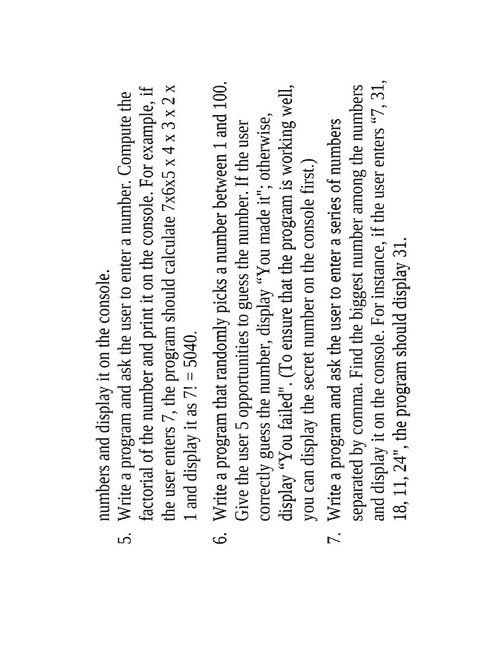 numbers and display it on the console.
5. Write a program and ask the user to enter a number. Compute the
factorial of the number and print it on the console. For example, if
the user enters 7, the program should calculate 7x6x5 x 4 x 3 x 2 x
1 and display it as 7! = 5040.
6. Write a program that randomly picks a number between 1 and 100.
Give the user 5 opportunities to guess the number. If the user
correctly guess the number, display “You made it"; otherwise,
display “You failed". (To ensure that the program is working well,
you can display the secret number on the console first.)
7. Write a program and ask the user to enter a series of numbers
separated by comma. Find the biggest number among the numbers
and display it on the console. For instance, if the user enters “7, 31,
18, 11, 24", the program should display 31.